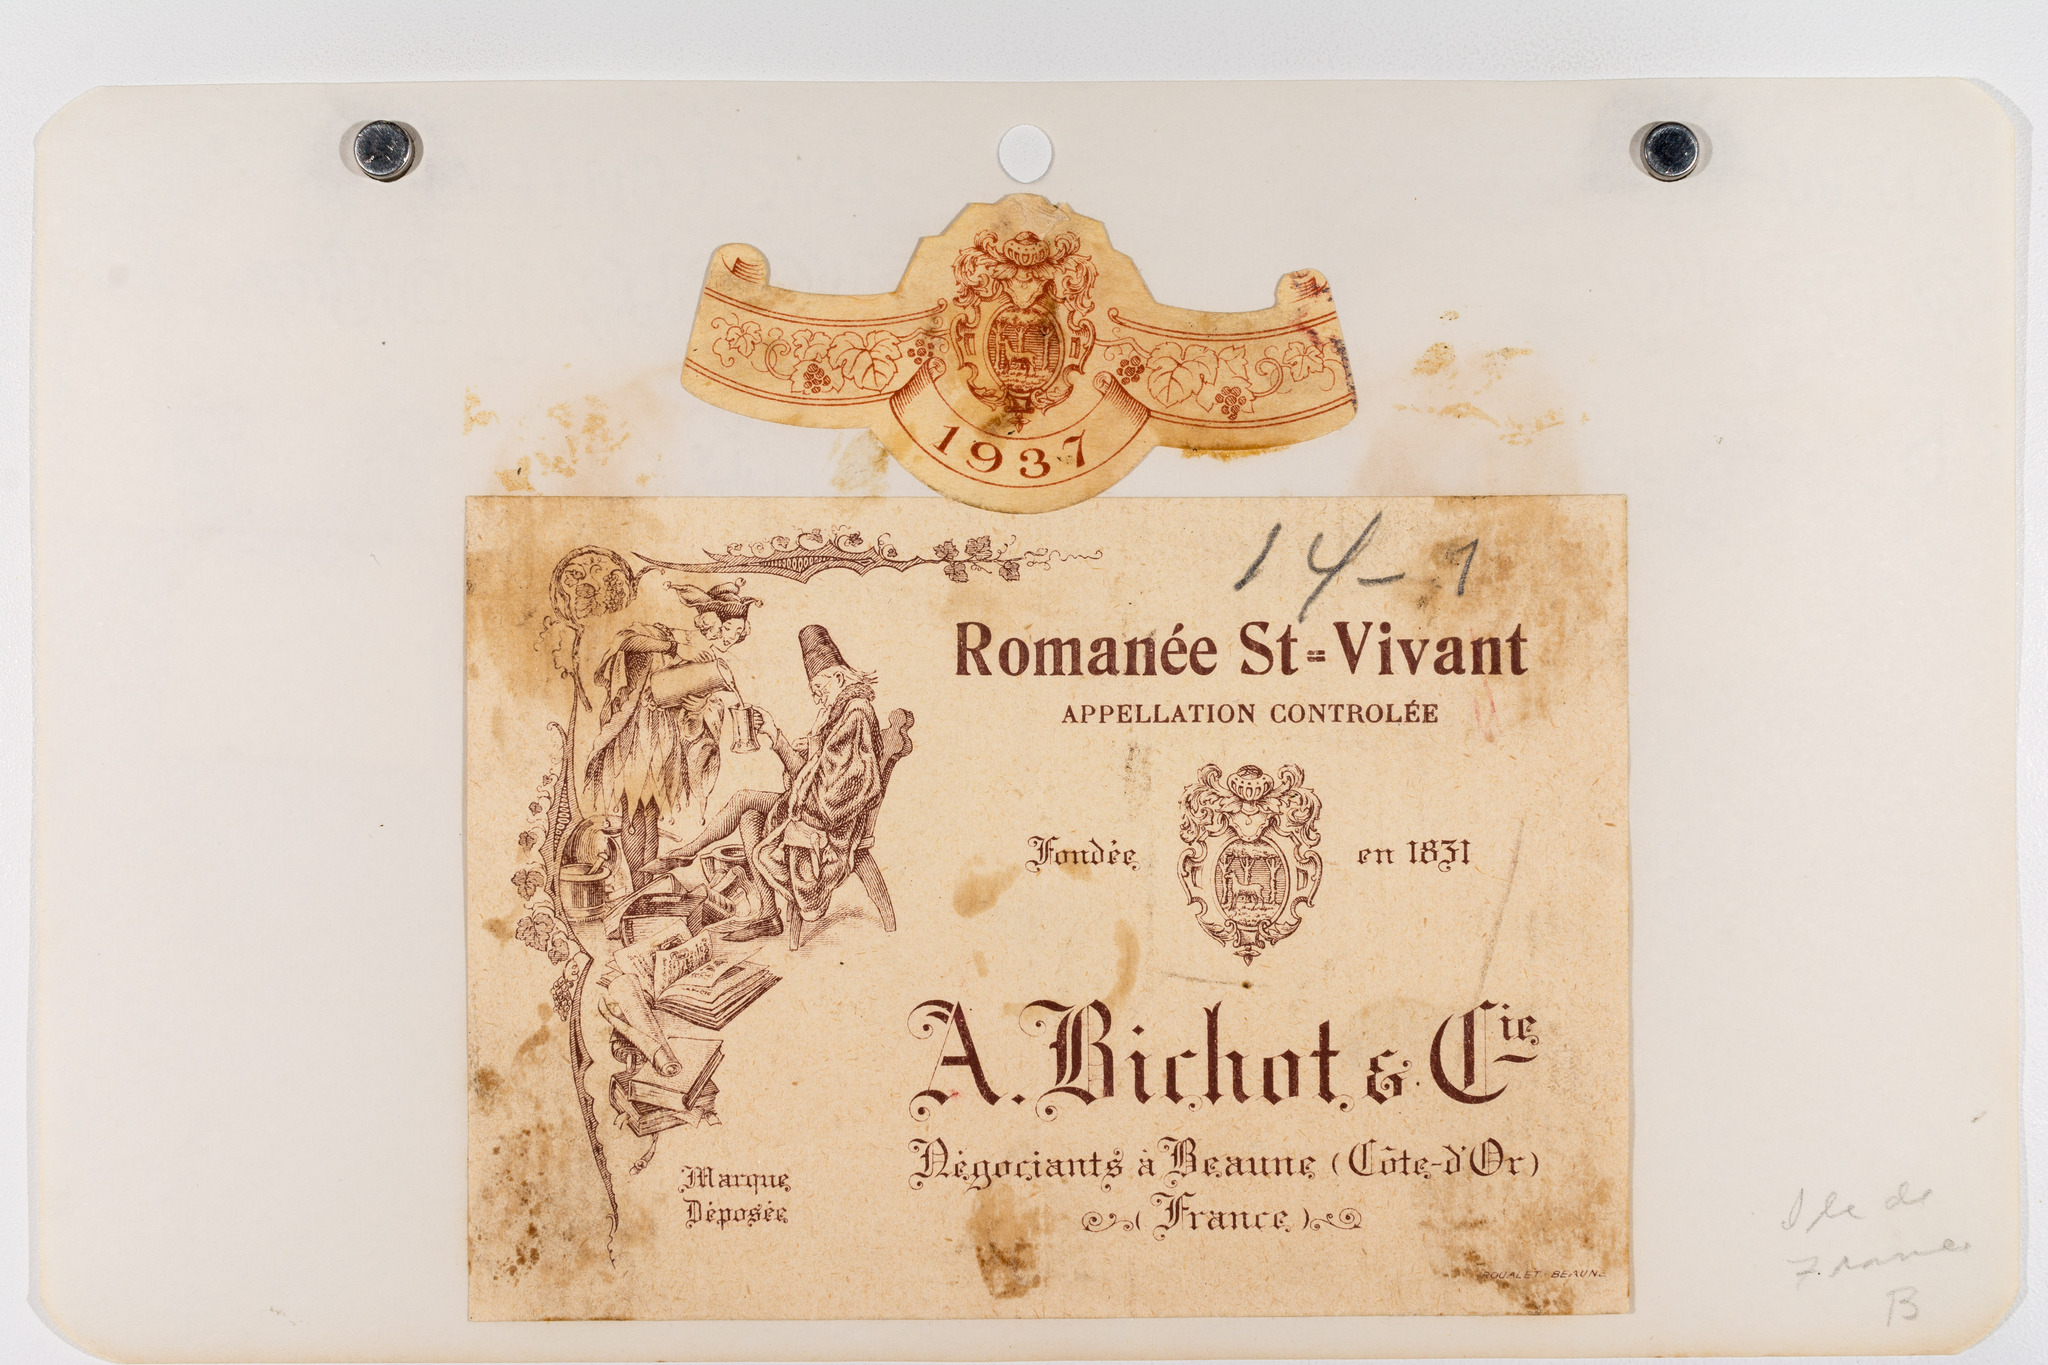 1937
14-1
Romanée St=Vivant
APPELLATION CONTROLÉE
Fondée en 1831
A. Bichot & Cie
Négociants à Beaune (Côte-d'Or)
(France)
Marque
Déposée
ROUALET-BEAUNE
Ile de
France
B